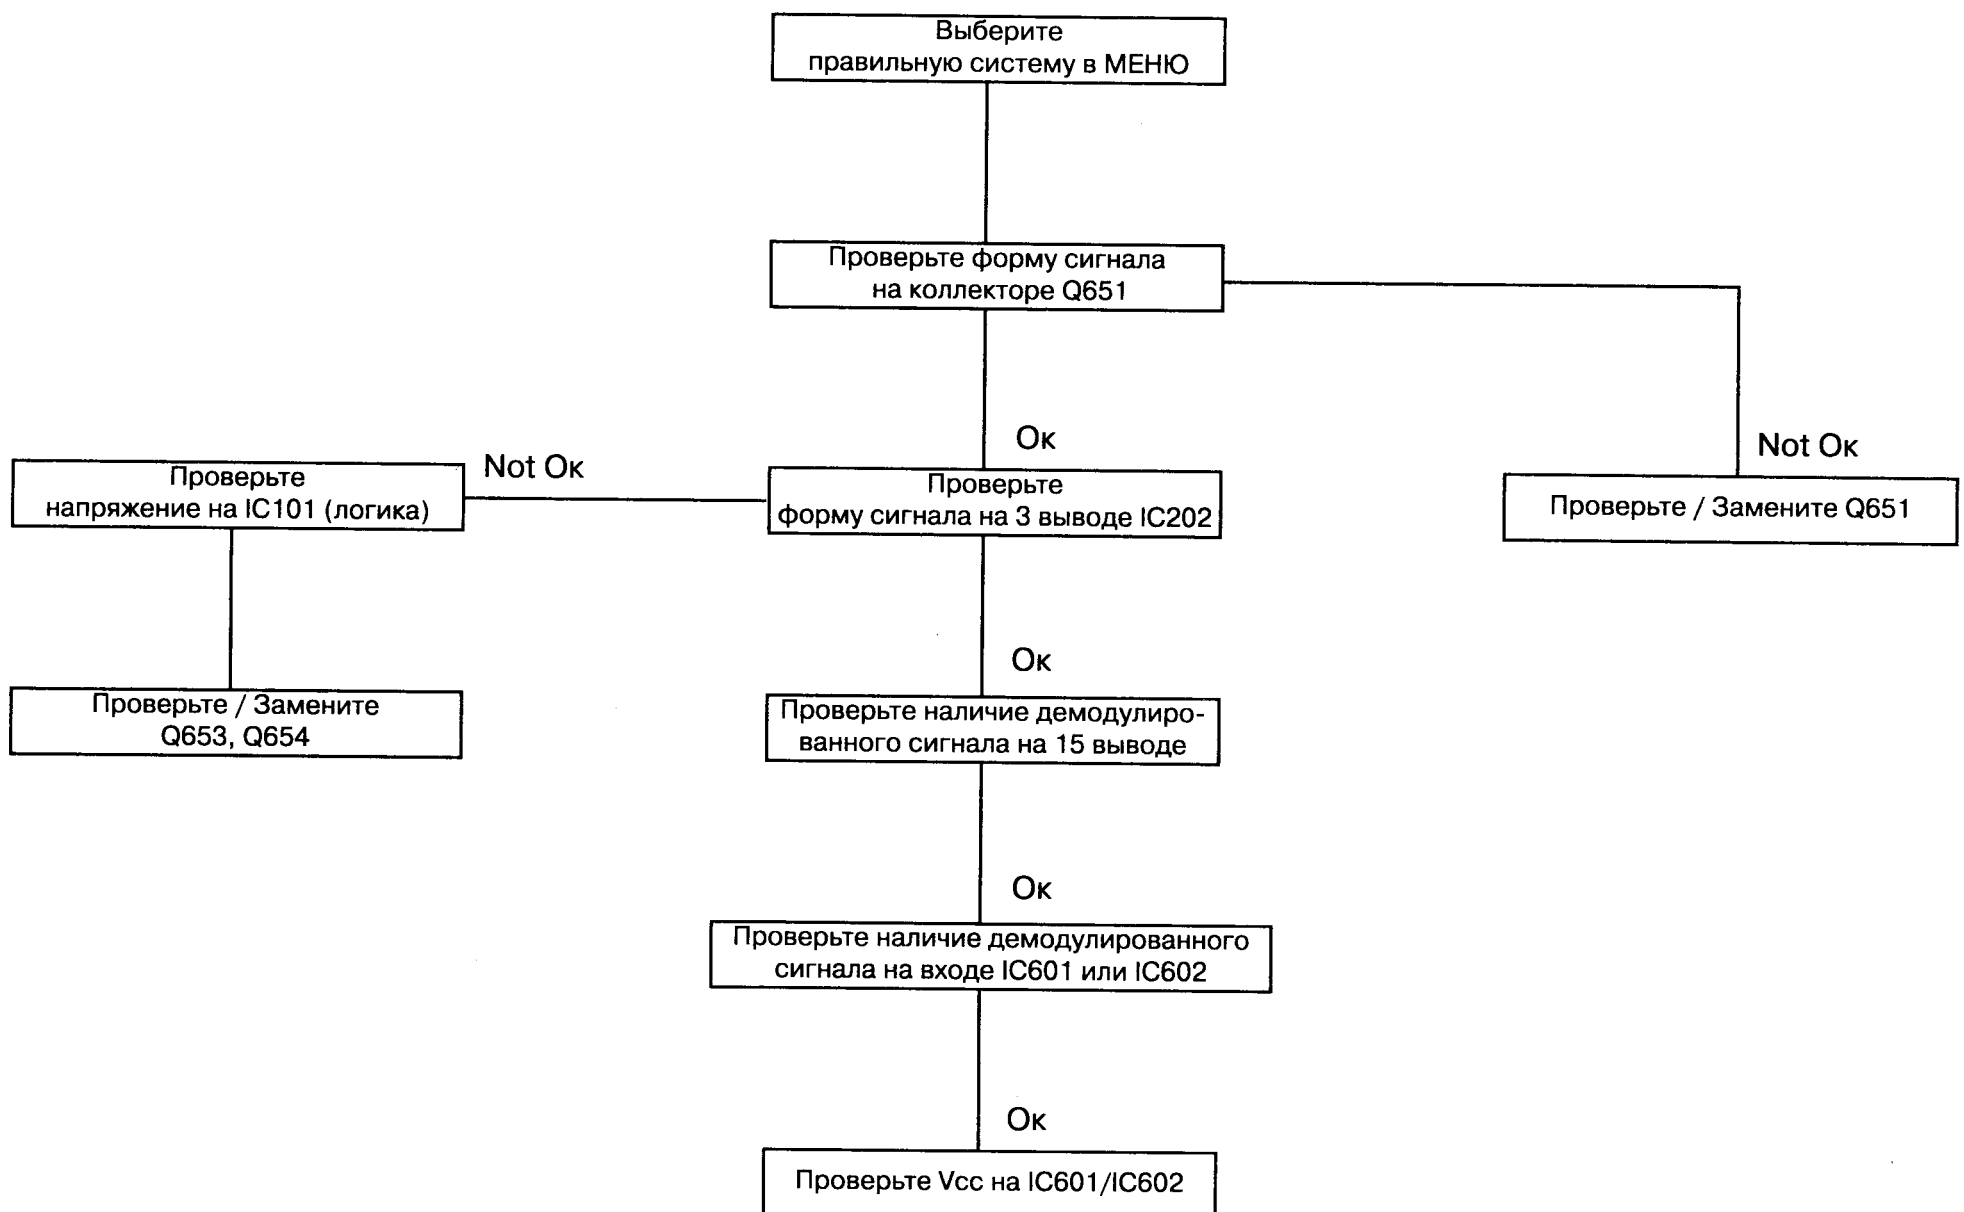 Выберите
правильную систему в МЕНЮ
Проверьте форму сигнала
на коллекторе Q651
Ок
Not Ok
Not Ok
Проверьте
напряжение на IC101 (логика)
Проверьте
форму сигнала на 3 выводе IC202
Проверьте / Замените Q651
Ок
Проверьте / Замените
Q653, Q654
Проверьте наличие демодулиро-
ванного сигнала на 15 выводе
Ок
Проверьте наличие демодулированного
сигнала на входе IC601 или IC602
Ок
Проверьте Vcc на IC601/IC602